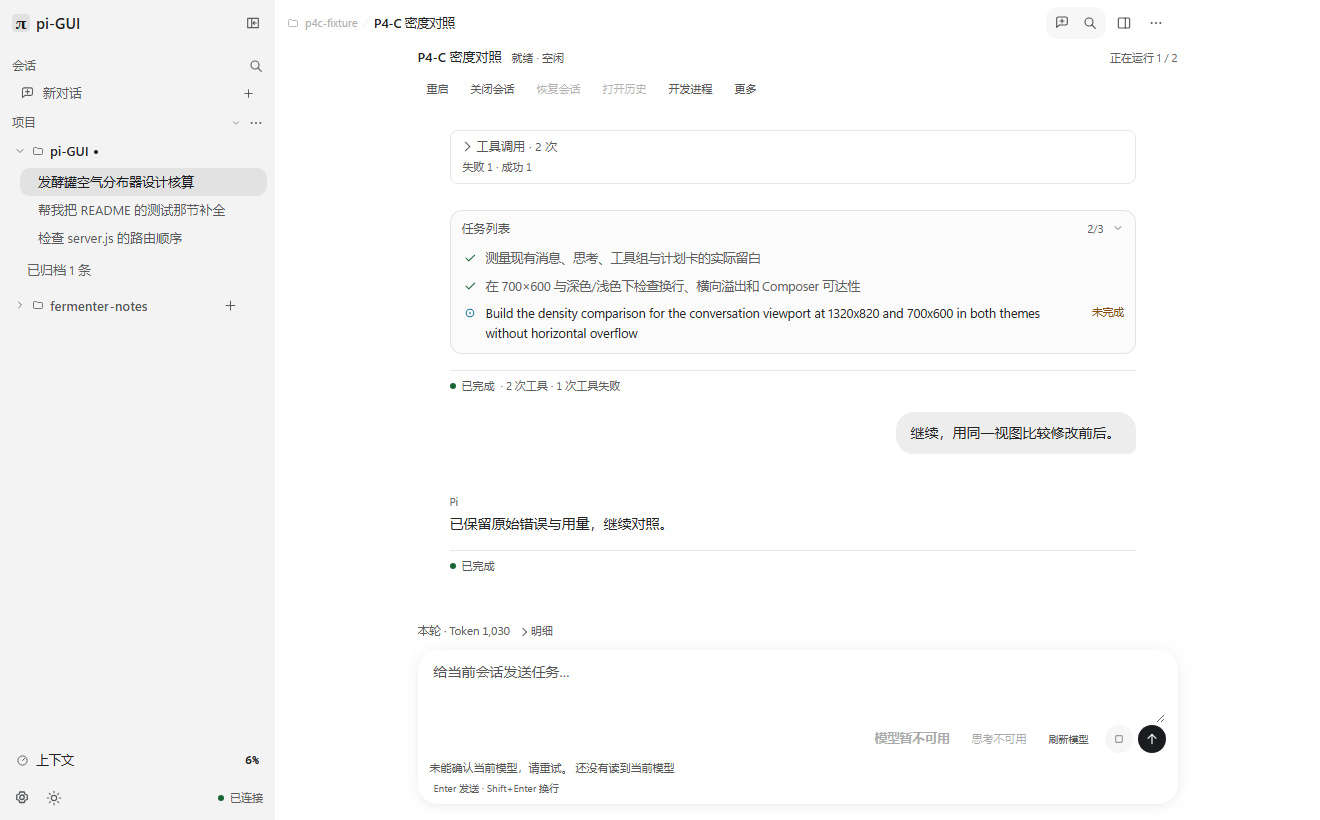 π pi-GUI
会话
新对话
项目
pi-GUI
发酵罐空气分布器设计核算
帮我把 README 的测试那节补全
检查 server.js 的路由顺序
已归档 1 条
fermenter-notes
上下文 6%
已连接
p4c-fixture / P4-C 密度对照
P4-C 密度对照 就绪 · 空闲 正在运行 1 / 2
重启 关闭会话 恢复会话 打开历史 开发进程 更多
工具调用 · 2 次
失败 1 · 成功 1
任务列表 2/3
测量现有消息、思考、工具组与计划卡的实际留白
在 700×600 与深色/浅色下检查换行、横向溢出和 Composer 可达性
Build the density comparison for the conversation viewport at 1320x820 and 700x600 in both themes 未完成
without horizontal overflow
已完成 · 2 次工具 · 1 次工具失败
继续，用同一视图比较修改前后。
Pi
已保留原始错误与用量，继续对照。
已完成
本轮 · Token 1,030 明细
给当前会话发送任务...
模型暂不可用 思考不可用 刷新模型
未能确认当前模型，请重试。 还没有读到当前模型
Enter 发送 · Shift+Enter 换行